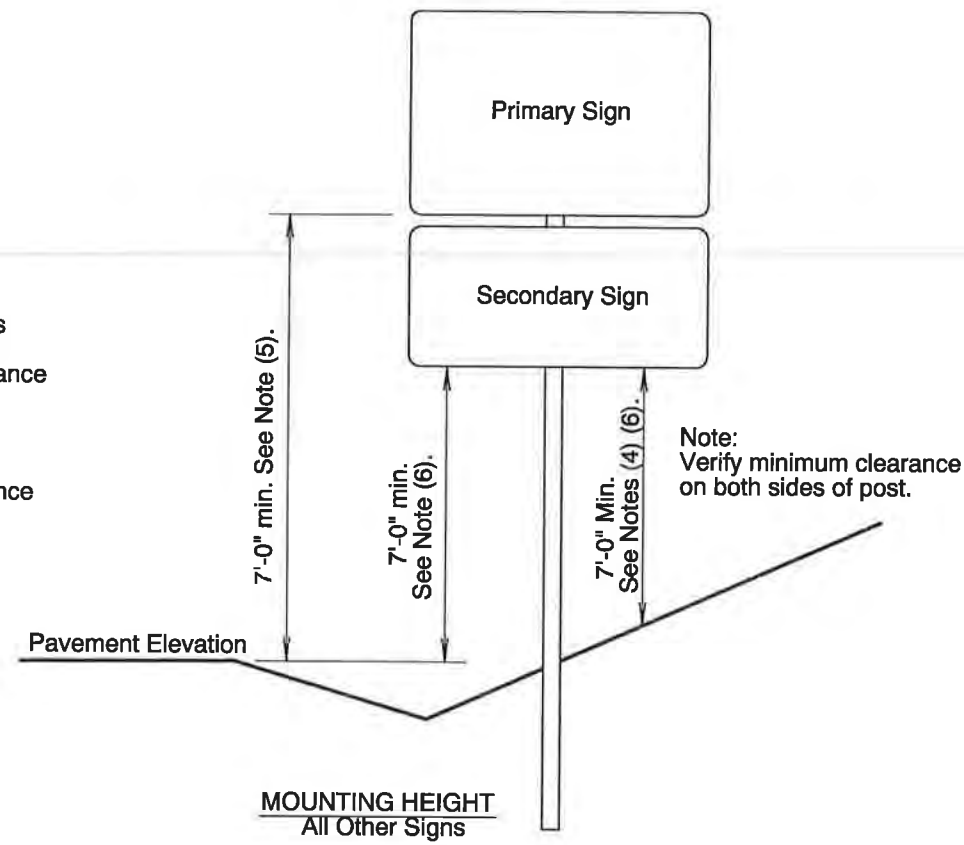 Primary Sign
Secondary Sign
s
ance
nce
7'-0" min. See Note (5).
7'-0" min.
See Note (6).
7'-0" Min.
See Notes (4) (6).
Note:
Verify minimum clearance
on both sides of post.
Pavement Elevation
MOUNTING HEIGHT
All Other Signs